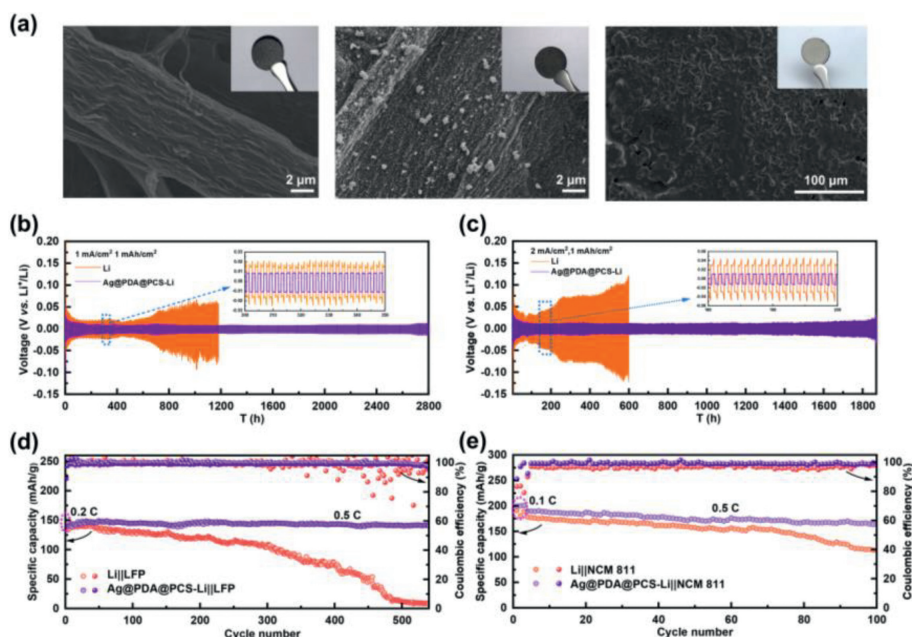 (a)
2 μm
2 μm
100 μm
(b)
0.20
0.15
0.10
0.05
0.00
-0.05
-0.10
-0.15
Voltage (V vs. Li⁺/Li)
1 mA/cm² 1 mAh/cm²
Li
Ag@PDA@PCS-Li
0 400 800 1200 1600 2000 2400 2800
T (h)
(c)
0.20
0.15
0.10
0.05
0.00
-0.05
-0.10
-0.15
Voltage (V vs. Li⁺/Li)
2 mA/cm²,1 mAh/cm²
Li
Ag@PDA@PCS-Li
200 400 600 800 1000 1200 1400 1600 1800
T (h)
(d)
250
200
150
100
50
0
Specific capacity (mAh/g)
0.2 C
0.5 C
Li||LFP
Ag@PDA@PCS-Li||LFP
100
80
60
40
20
0
Coulombic efficiency (%)
0 100 200 300 400 500
Cycle number
(e)
300
250
200
150
100
50
0
Specific capacity (mAh/g)
0.1 C
0.5 C
Li||NCM 811
Ag@PDA@PCS-Li||NCM 811
100
80
60
40
20
0
Coulombic efficiency (%)
0 20 40 60 80 100
Cycle number